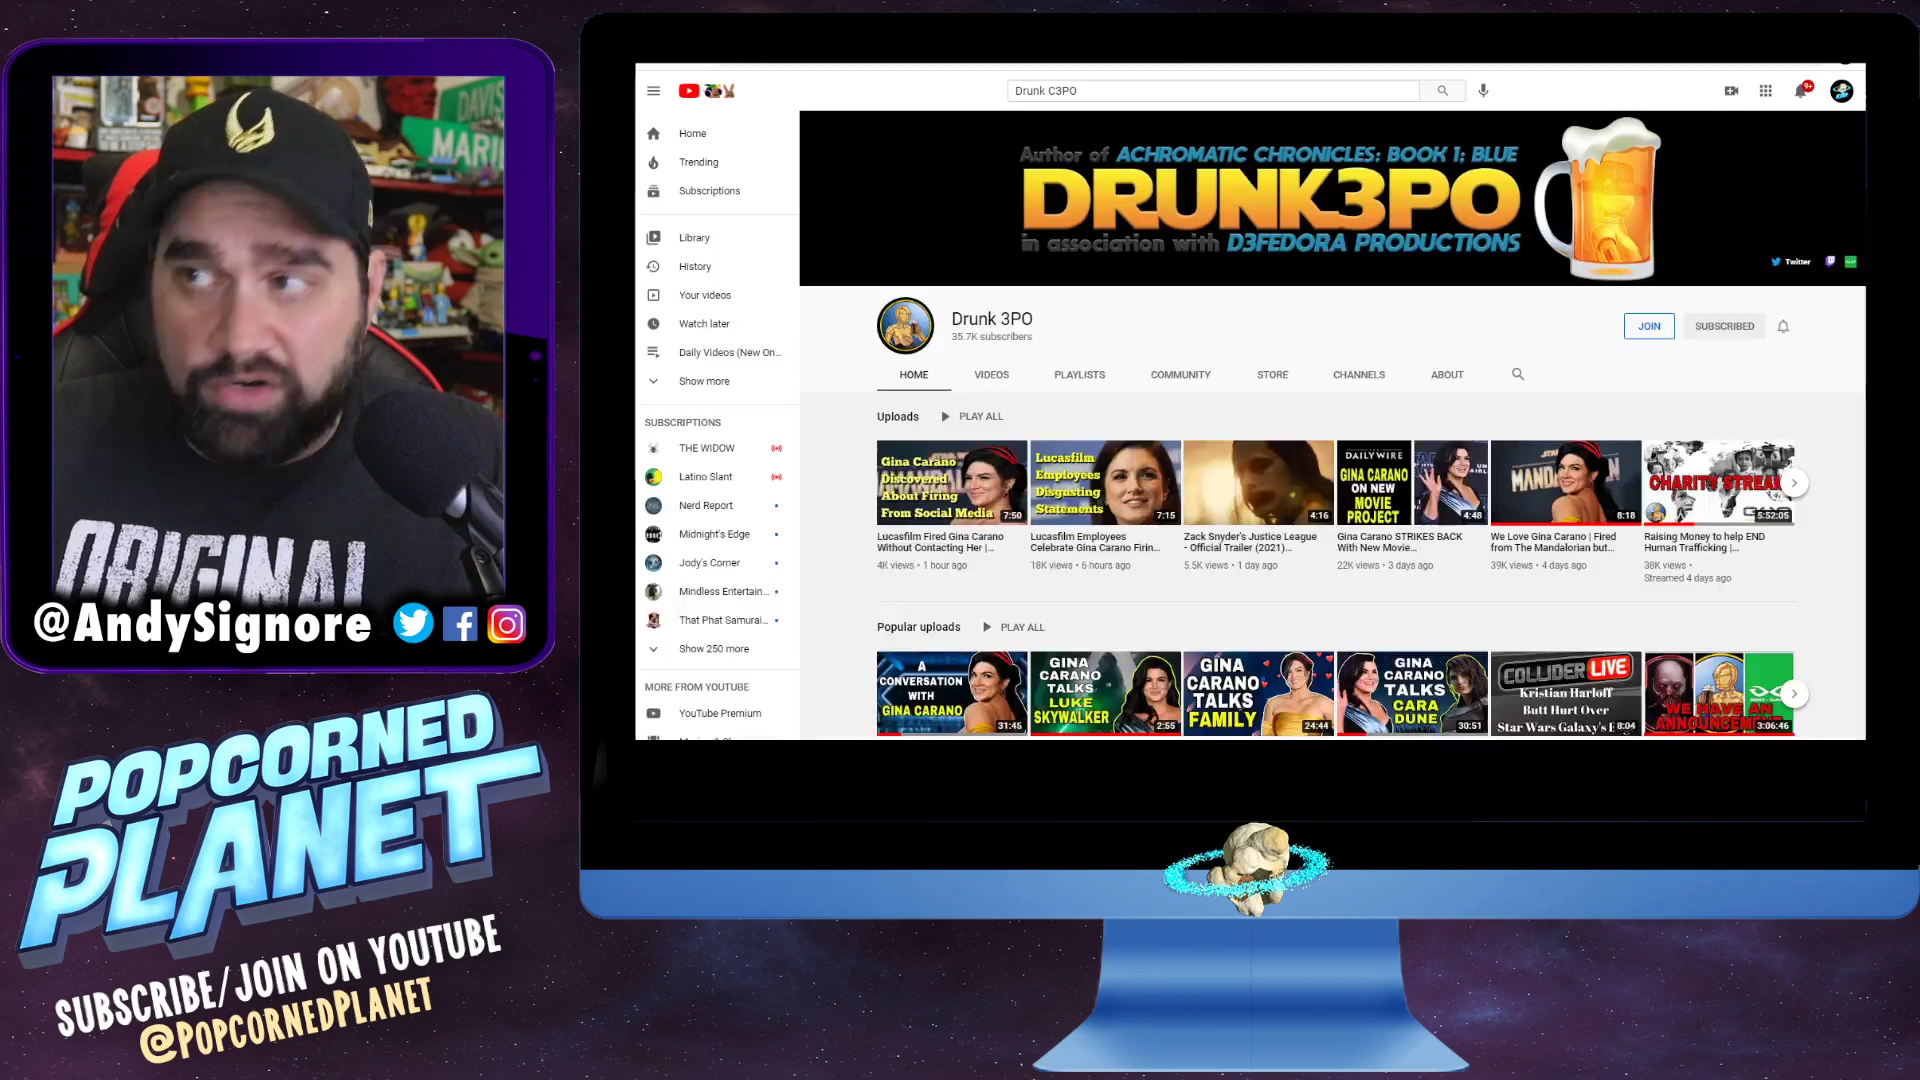 DAVIS
MARI
ORIGINAL
@AndySignore
POPCORNED
PLANET
SUBSCRIBE/JOIN ON YOUTUBE
@POPCORNEDPLANET
Drunk C3PO
9+
Home
Trending
Subscriptions
Library
History
Your videos
Watch later
Daily Videos (New On...
Show more
SUBSCRIPTIONS
THE WIDOW
Latino Slant
Nerd Report
Midnight's Edge
Jody's Corner
Mindless Entertain...
That Phat Samurai...
Show 250 more
MORE FROM YOUTUBE
YouTube Premium
Author of ACHROMATIC CHRONICLES: BOOK 1; BLUE
DRUNK3PO
in association with D3FEDORA PRODUCTIONS
Twitter
Drunk 3PO
35.7K subscribers
JOIN
SUBSCRIBED
HOME
VIDEOS
PLAYLISTS
COMMUNITY
STORE
CHANNELS
ABOUT
Uploads
PLAY ALL
Gina Carano
Discovered
About Firing
From Social Media
7:50
Lucasfilm Fired Gina Carano
Without Contacting Her |...
4K views • 1 hour ago
Lucasfilm
Employees
Disgusting
Statements
7:15
Lucasfilm Employees
Celebrate Gina Carano Firin...
18K views • 6 hours ago
4:16
Zack Snyder's Justice League
- Official Trailer (2021)...
5.5K views • 1 day ago
DAILYWIRE
GINA CARANO
ON NEW
MOVIE
PROJECT
4:48
Gina Carano STRIKES BACK
With New Movie...
22K views • 3 days ago
MANDA
8:18
We Love Gina Carano | Fired
from The Mandalorian but...
39K views • 4 days ago
CHARITY STREAM
5:52:05
Raising Money to help END
Human Trafficking |...
38K views •
Streamed 4 days ago
Popular uploads
PLAY ALL
A
CONVERSATION
WITH
GINA CARANO
31:45
GINA
CARANO
TALKS
LUKE
SKYWALKER
2:55
GINA
CARANO
TALKS
FAMILY
24:44
GINA
CARANO
TALKS
CARA
DUNE
30:51
COLLIDER LIVE
Kristian Harloff
Butt Hurt Over
Star Wars Galaxy's E
8:04
WE HAVE AN
ANNOUNCEMENT
3:06:46